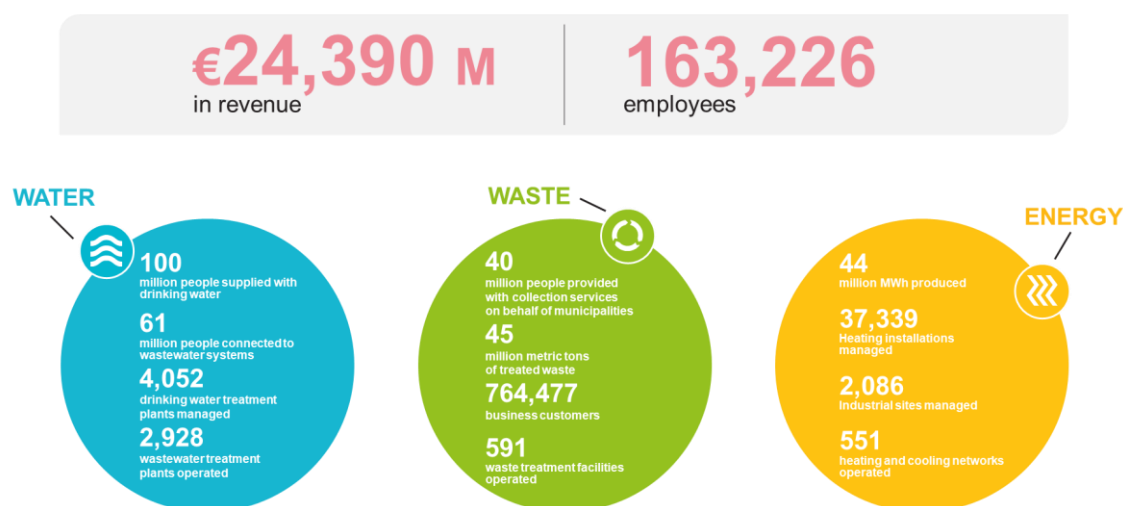 €24,390 M
in revenue
163,226
employees
WATER
100
million people supplied with
drinking water
61
million people connected to
wastewater systems
4,052
drinking water treatment
plants managed
2,928
wastewater treatment
plants operated
WASTE
40
million people provided
with collection services
on behalf of municipalities
45
million metric tons
of treated waste
764,477
business customers
591
waste treatment facilities
operated
ENERGY
44
million MWh produced
37,339
Heating installations
managed
2,086
Industrial sites managed
551
heating and cooling networks
operated